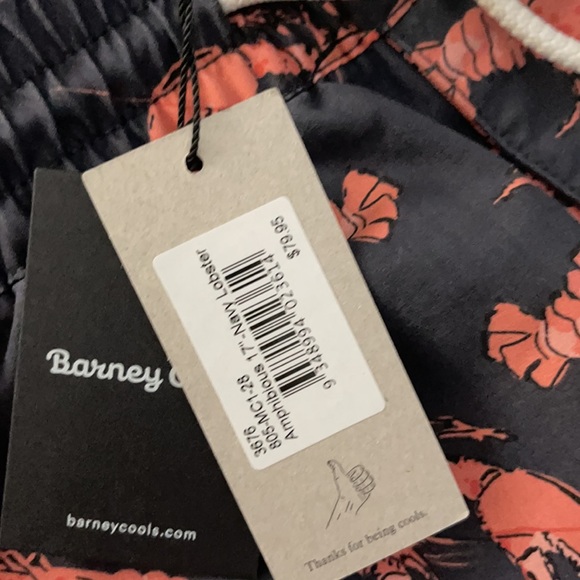 Barney
barneycools.com
3676
805-MC1-28
Amphibious 17"-Navy Lobster
9 348994 023614
$79.95
Thanks for being cools.